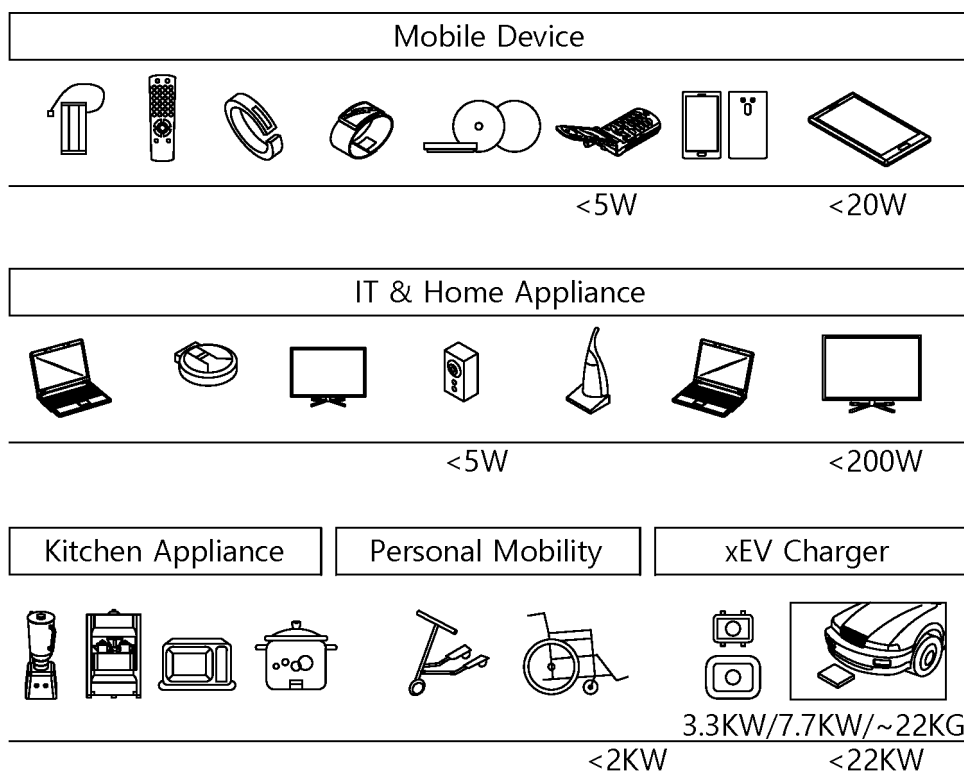 Mobile Device
<5W <20W
IT & Home Appliance
<5W <200W
Kitchen Appliance Personal Mobility xEV Charger
3.3KW/7.7KW/~22KG
<2KW <22KW